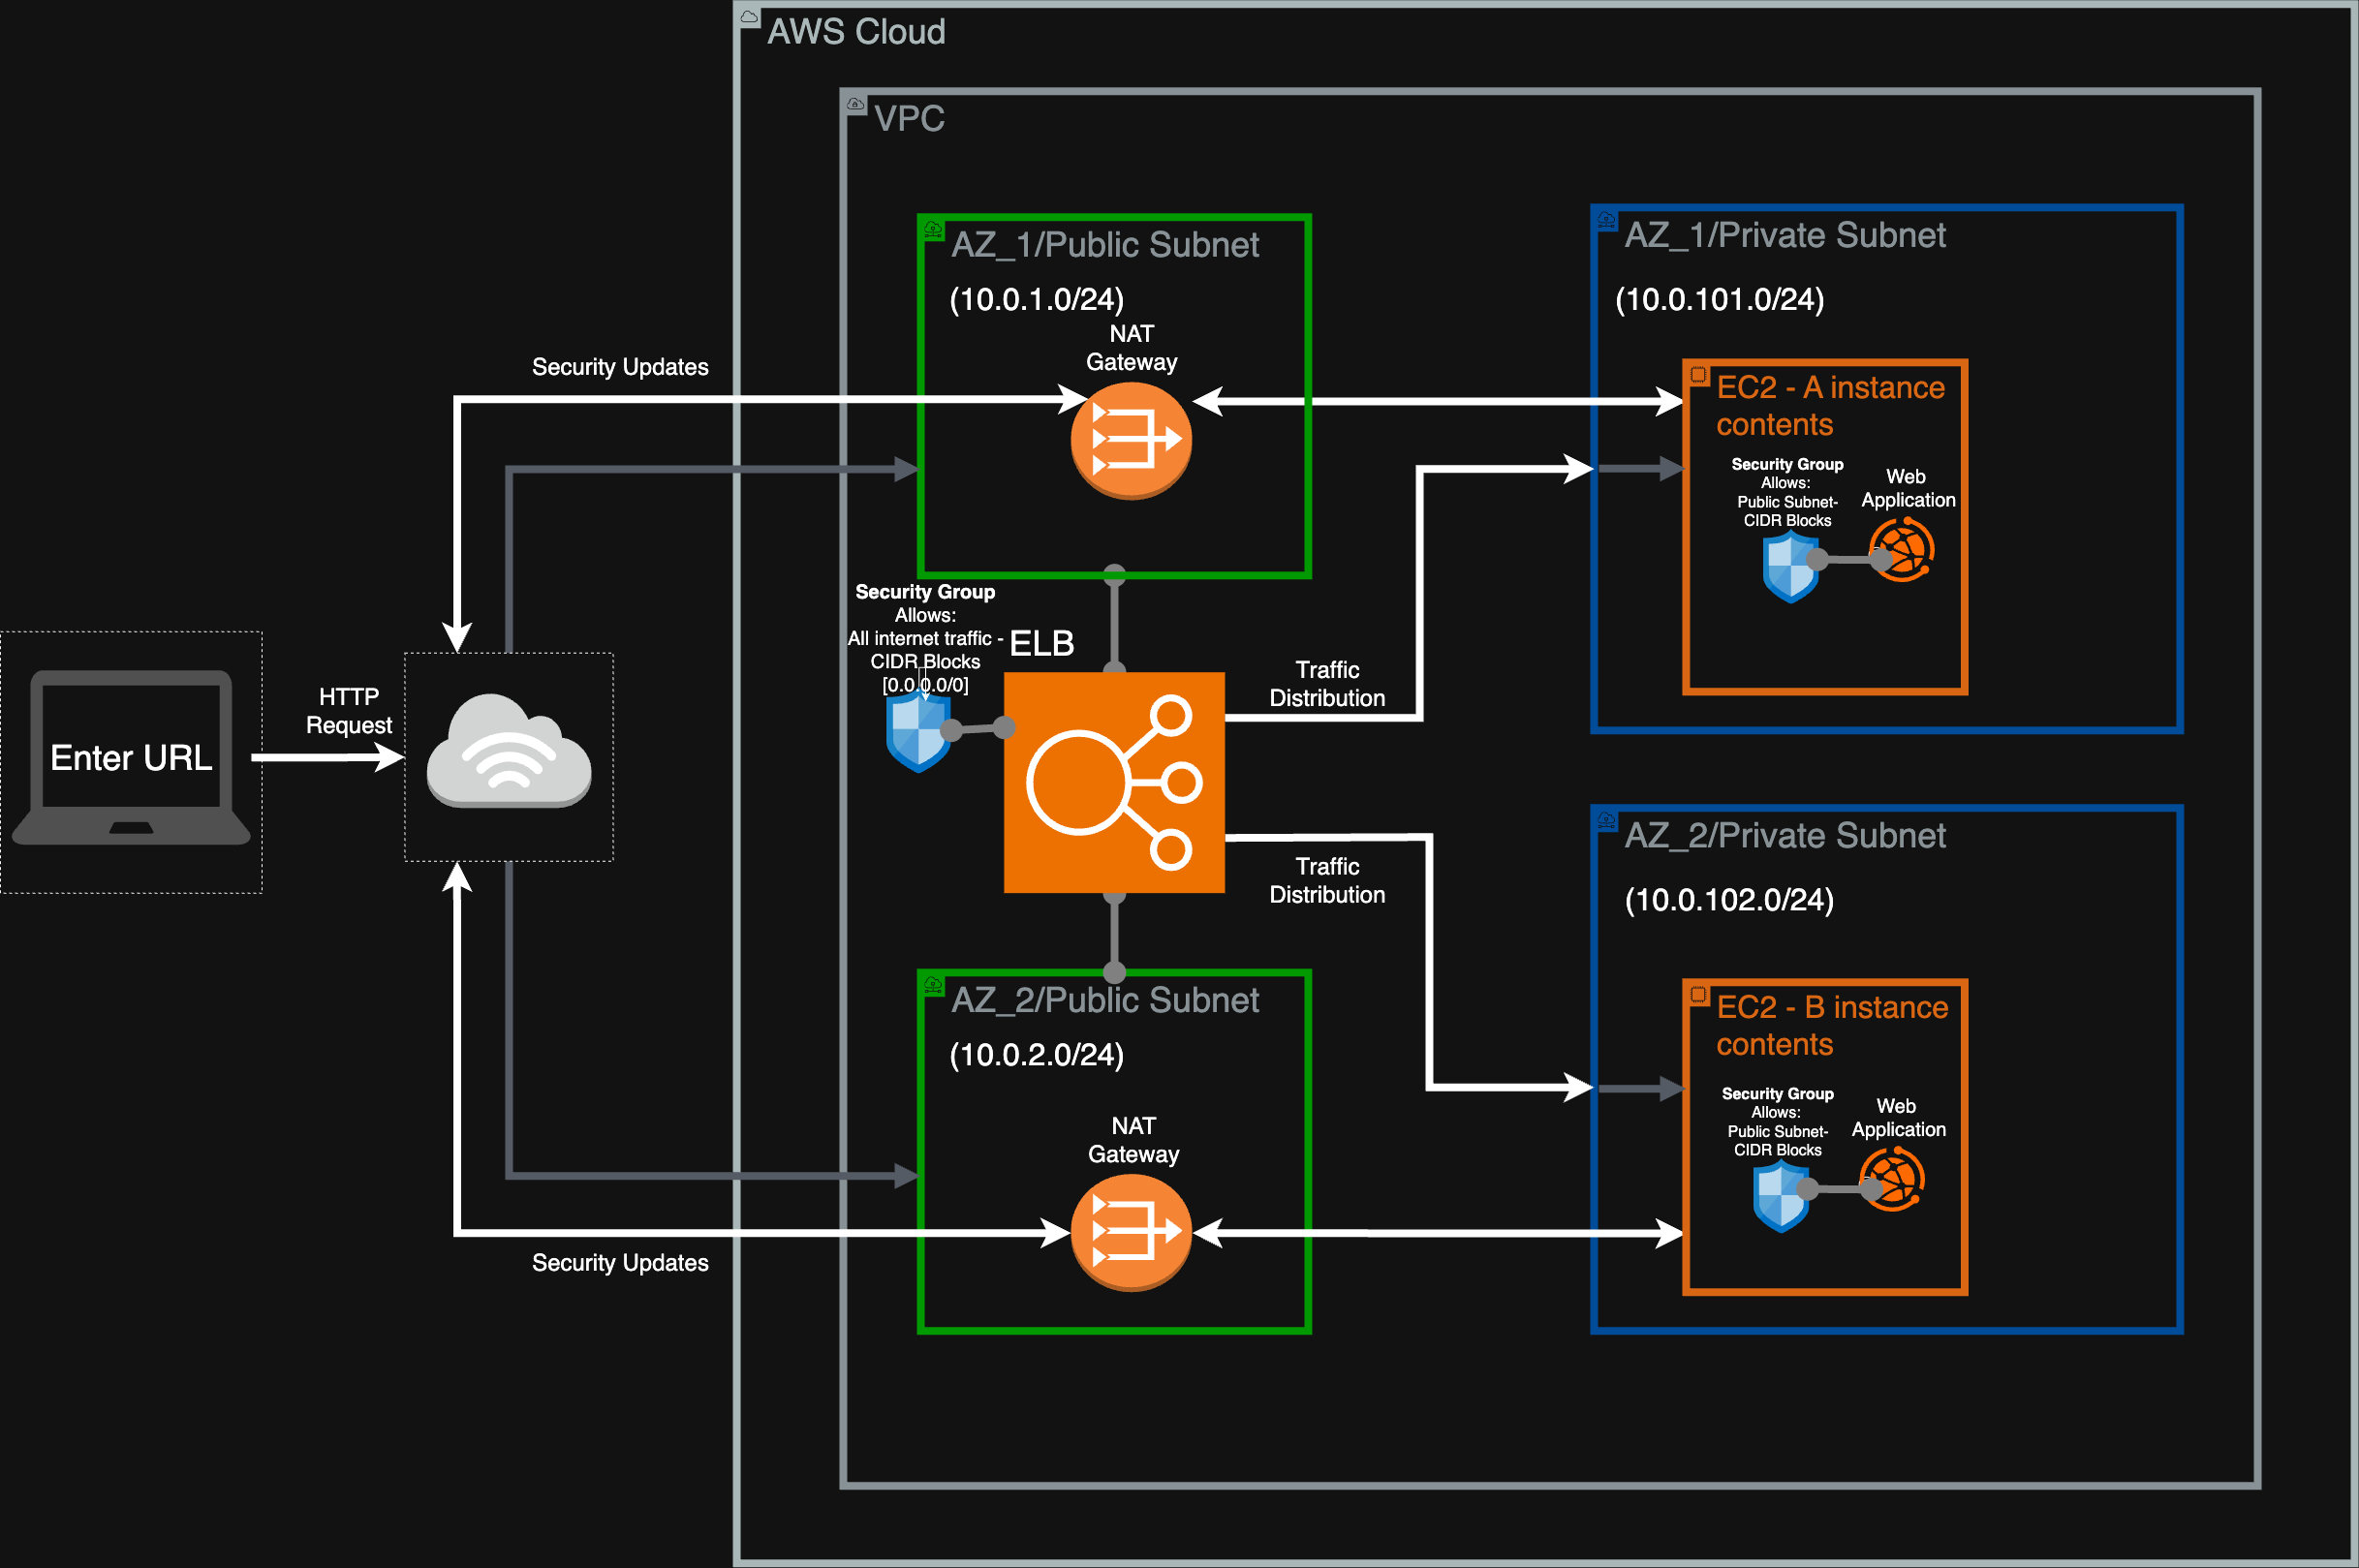 AWS Cloud
VPC
AZ_1/Public Subnet
(10.0.1.0/24)
NAT
Gateway
AZ_1/Private Subnet
(10.0.101.0/24)
EC2 - A instance
contents
Security Group
Allows:
Public Subnet-
CIDR Blocks
Web
Application
Security Updates
Security Group
Allows:
All internet traffic -
CIDR Blocks
[0.0.0.0/0]
ELB
Enter URL
HTTP
Request
Traffic
Distribution
Traffic
Distribution
AZ_2/Private Subnet
(10.0.102.0/24)
EC2 - B instance
contents
Security Group
Allows:
Public Subnet-
CIDR Blocks
Web
Application
AZ_2/Public Subnet
(10.0.2.0/24)
NAT
Gateway
Security Updates